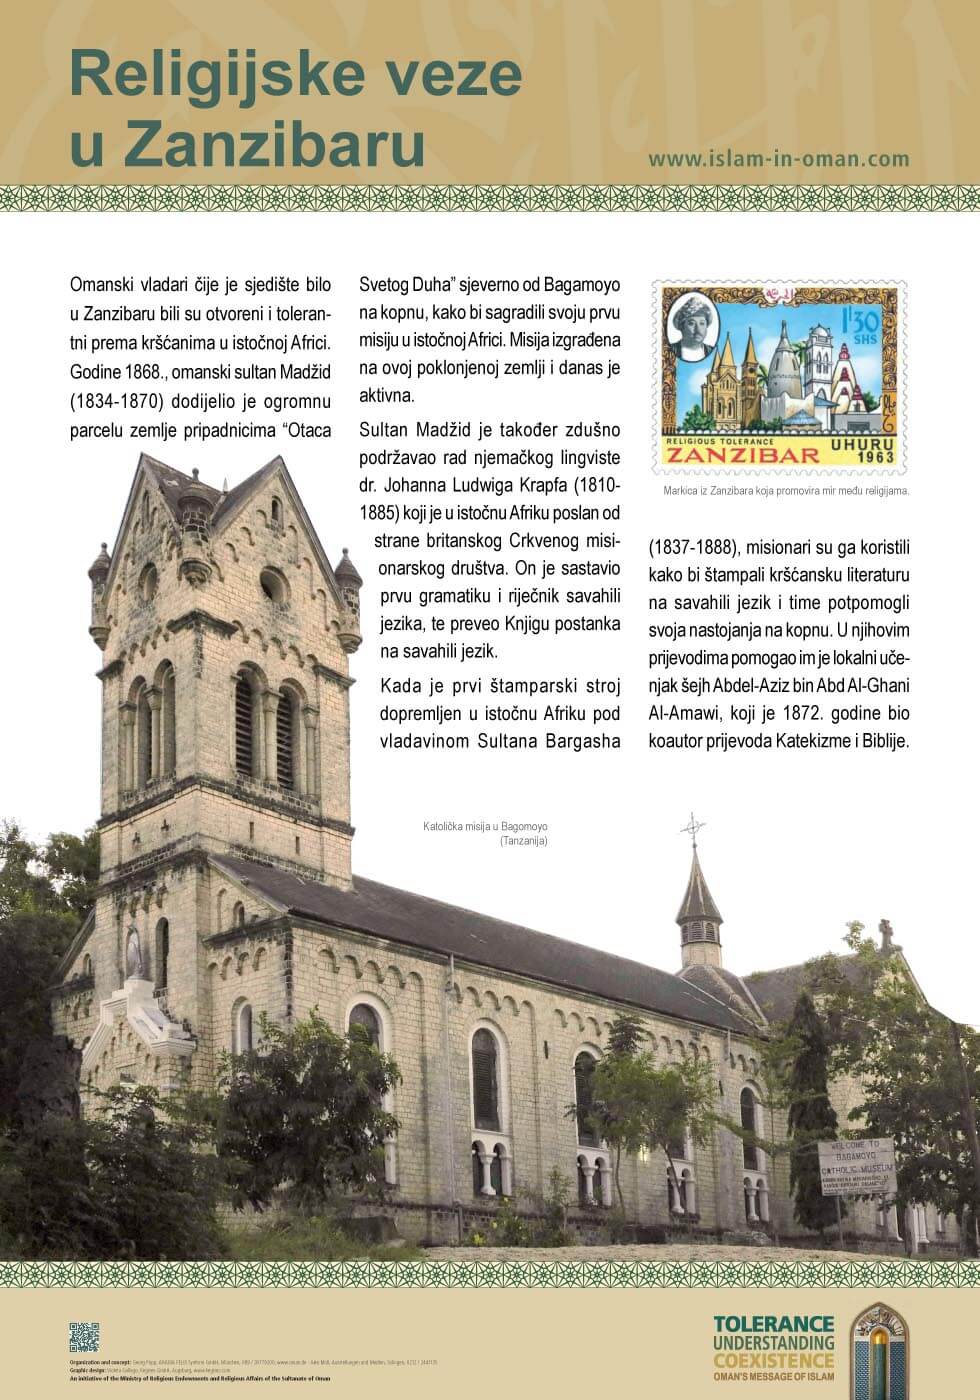 Religijske veze
u Zanzibaru
www.islam-in-oman.com
Omanski vladari čije je sjedište bilo
u Zanzibaru bili su otvoreni i toleran-
tni prema kršćanima u istočnoj Africi.
Godine 1868., omanski sultan Madžid
(1834-1870) dodijelio je ogromnu
parcelu zemlje pripadnicima “Otaca
Svetog Duha” sjeverno od Bagamoyo
na kopnu, kako bi sagradili svoju prvu
misiju u istočnoj Africi. Misija izgrađena
na ovoj poklonjenoj zemlji i danas je
aktivna.
Sultan Madžid je također zdušno
podržavao rad njemačkog lingviste
dr. Johanna Ludwiga Krapfa (1810-
1885) koji je u istočnu Afriku poslan od
strane britanskog Crkvenog misi-
onarskog društva. On je sastavio
prvu gramatiku i riječnik savahili
jezika, te preveo Knjigu postanka
na savahili jezik.
Kada je prvi štamparski stroj
dopremljen u istočnu Afriku pod
vladavinom Sultana Bargasha
1'30
SHS
RELIGIOUS TOLERANCE
UHURU
ZANZIBAR
1963
Markica iz Zanzibara koja promovira mir među religijama.
(1837-1888), misionari su ga koristili
kako bi štampali kršćansku literaturu
na savahili jezik i time potpomogli
svoja nastojanja na kopnu. U njihovim
prijevodima pomogao im je lokalni uče-
njak šejh Abdel-Aziz bin Abd Al-Ghani
Al-Amawi, koji je 1872. godine bio
koautor prijevoda Katekizme i Biblije.
Katolička misija u Bagomoyo
(Tanzanija)
WELCOME TO
BAGAMOYO
CATHOLIC MUSEUM
Organization and concept:
Graphic design:
An initiative of the Ministry of Religious Endowments and Religious Affairs of the Sultanate of Oman
TOLERANCE
UNDERSTANDING
COEXISTENCE
OMAN'S MESSAGE OF ISLAM